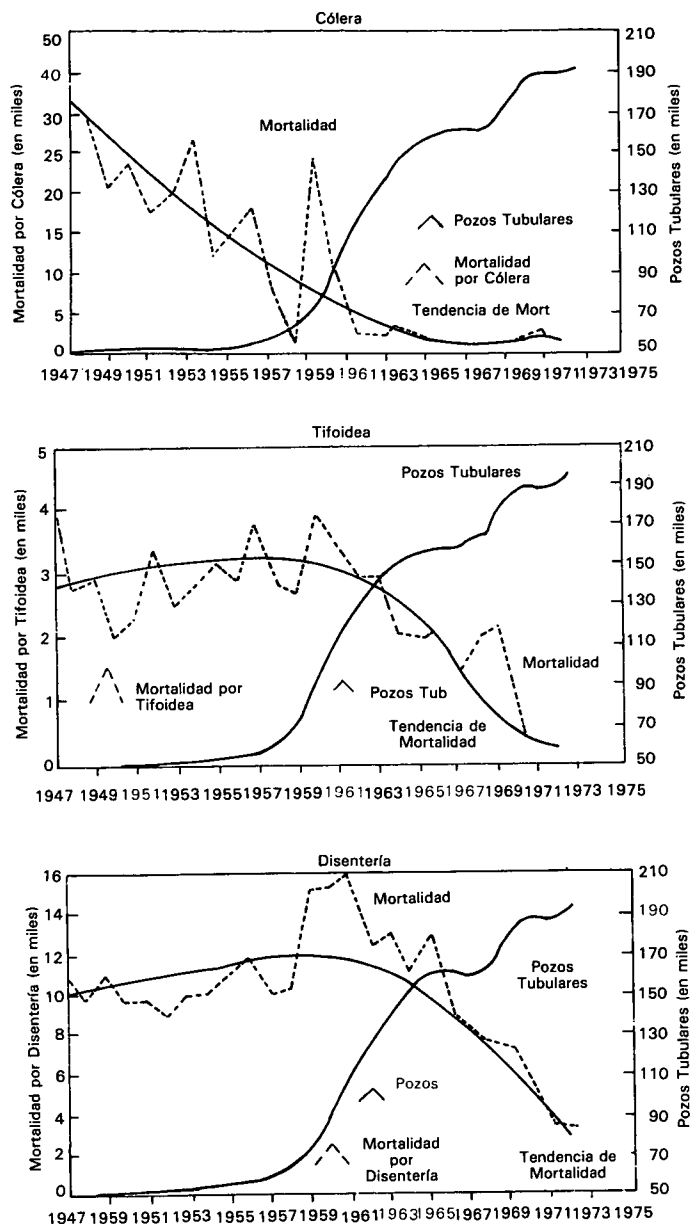 Cólera
50
40
30
25
20
15
10
5
0
Mortalidad por Cólera (en miles)
Mortalidad
Pozos Tubulares
Mortalidad
por Cólera
Tendencia de Mort
210
190
170
150
130
110
90
70
50
Pozos Tubulares (en miles)
1947 1949 1951 1953 1955 1957 1959 1961 1963 1965 1967 1969 1971 1973 1975
Tifoidea
5
4
3
2
1
0
Mortalidad por Tifoidea (en miles)
Pozos Tubulares
Mortalidad por
Tifoidea
Pozos Tub
Mortalidad
Tendencia de
Mortalidad
210
190
170
150
130
110
90
70
50
Pozos Tubulares (en miles)
1947 1949 1951 1953 1955 1957 1959 1961 1963 1965 1967 1969 1971 1973 1975
Disentería
16
14
12
10
8
6
4
2
0
Mortalidad por Disentería (en miles)
Mortalidad
Pozos
Tubulares
Pozos
Mortalidad
por
Disentería
Tendencia de
Mortalidad
210
190
170
150
130
110
90
70
50
Pozos Tubulares (en miles)
1947 1959 1951 1953 1955 1957 1959 1961 1963 1965 1967 1969 1971 1973 1975